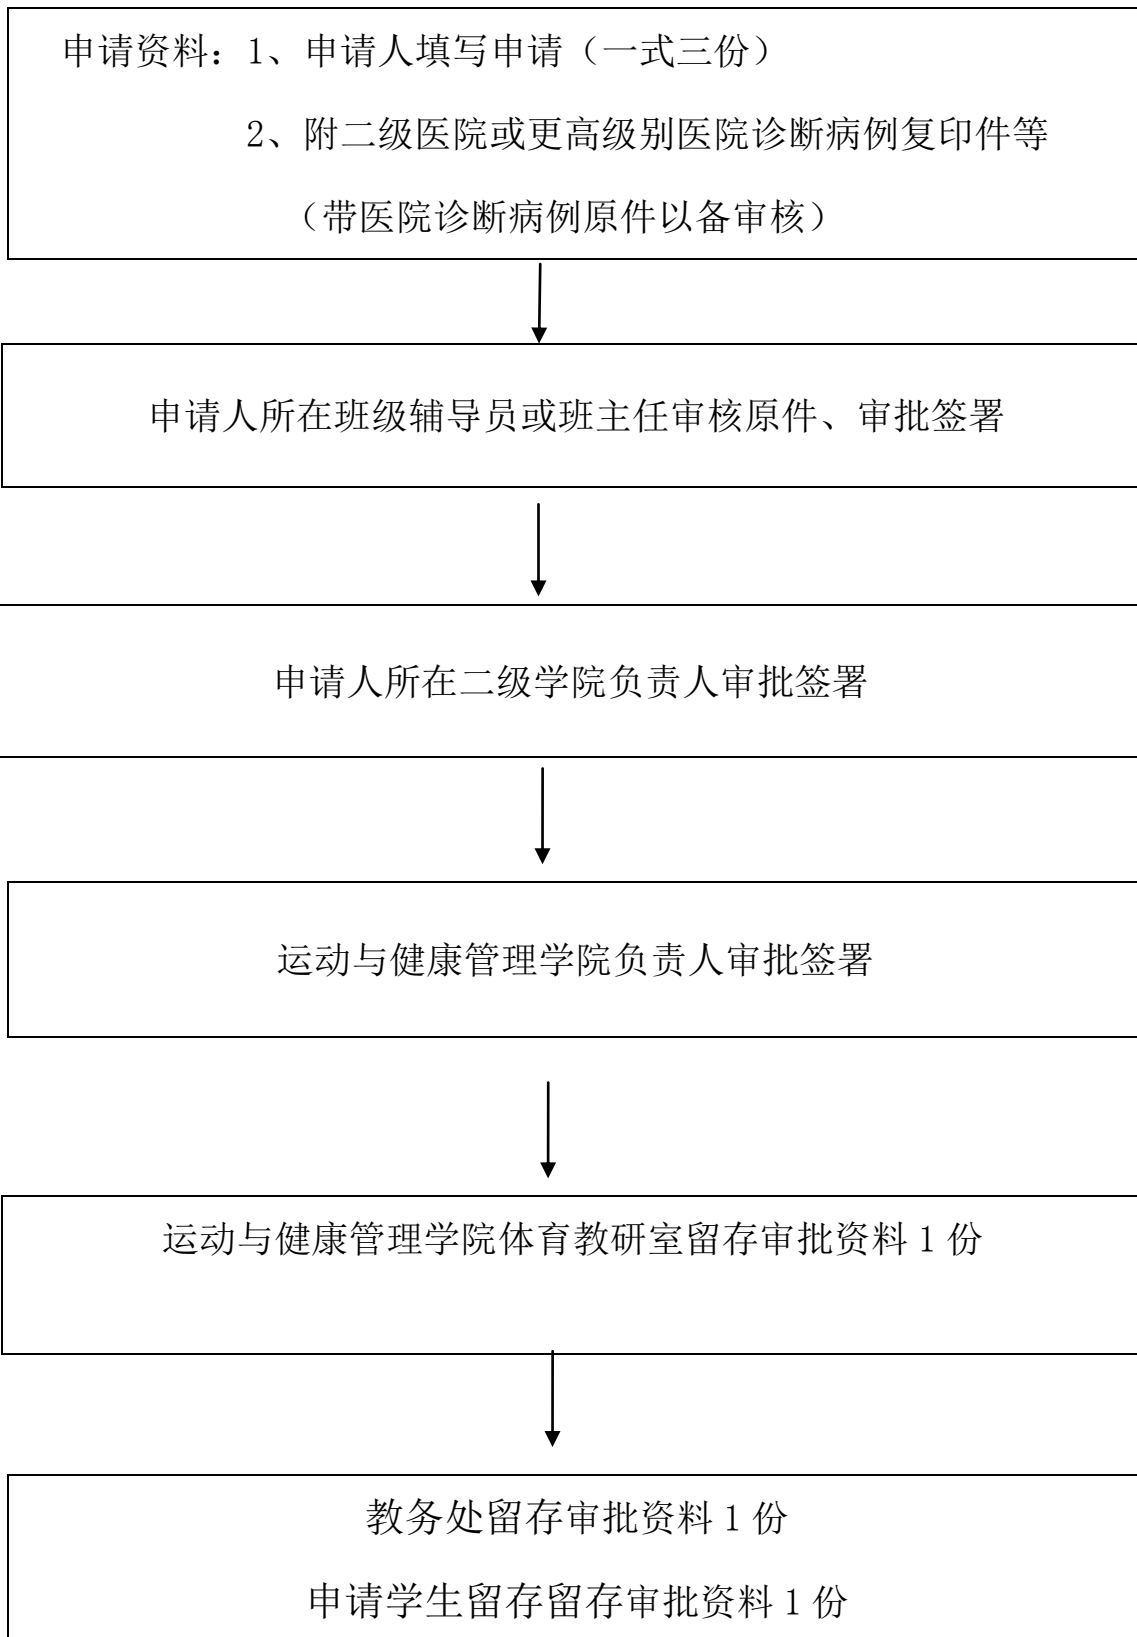 申请资料：1、申请人填写申请（一式三份）
2、附二级医院或更高级别医院诊断病例复印件等
（带医院诊断病例原件以备审核）
申请人所在班级辅导员或班主任审核原件、审批签署
申请人所在二级学院负责人审批签署
运动与健康管理学院负责人审批签署
运动与健康管理学院体育教研室留存审批资料 1 份
教务处留存审批资料 1 份
申请学生留存留存审批资料 1 份